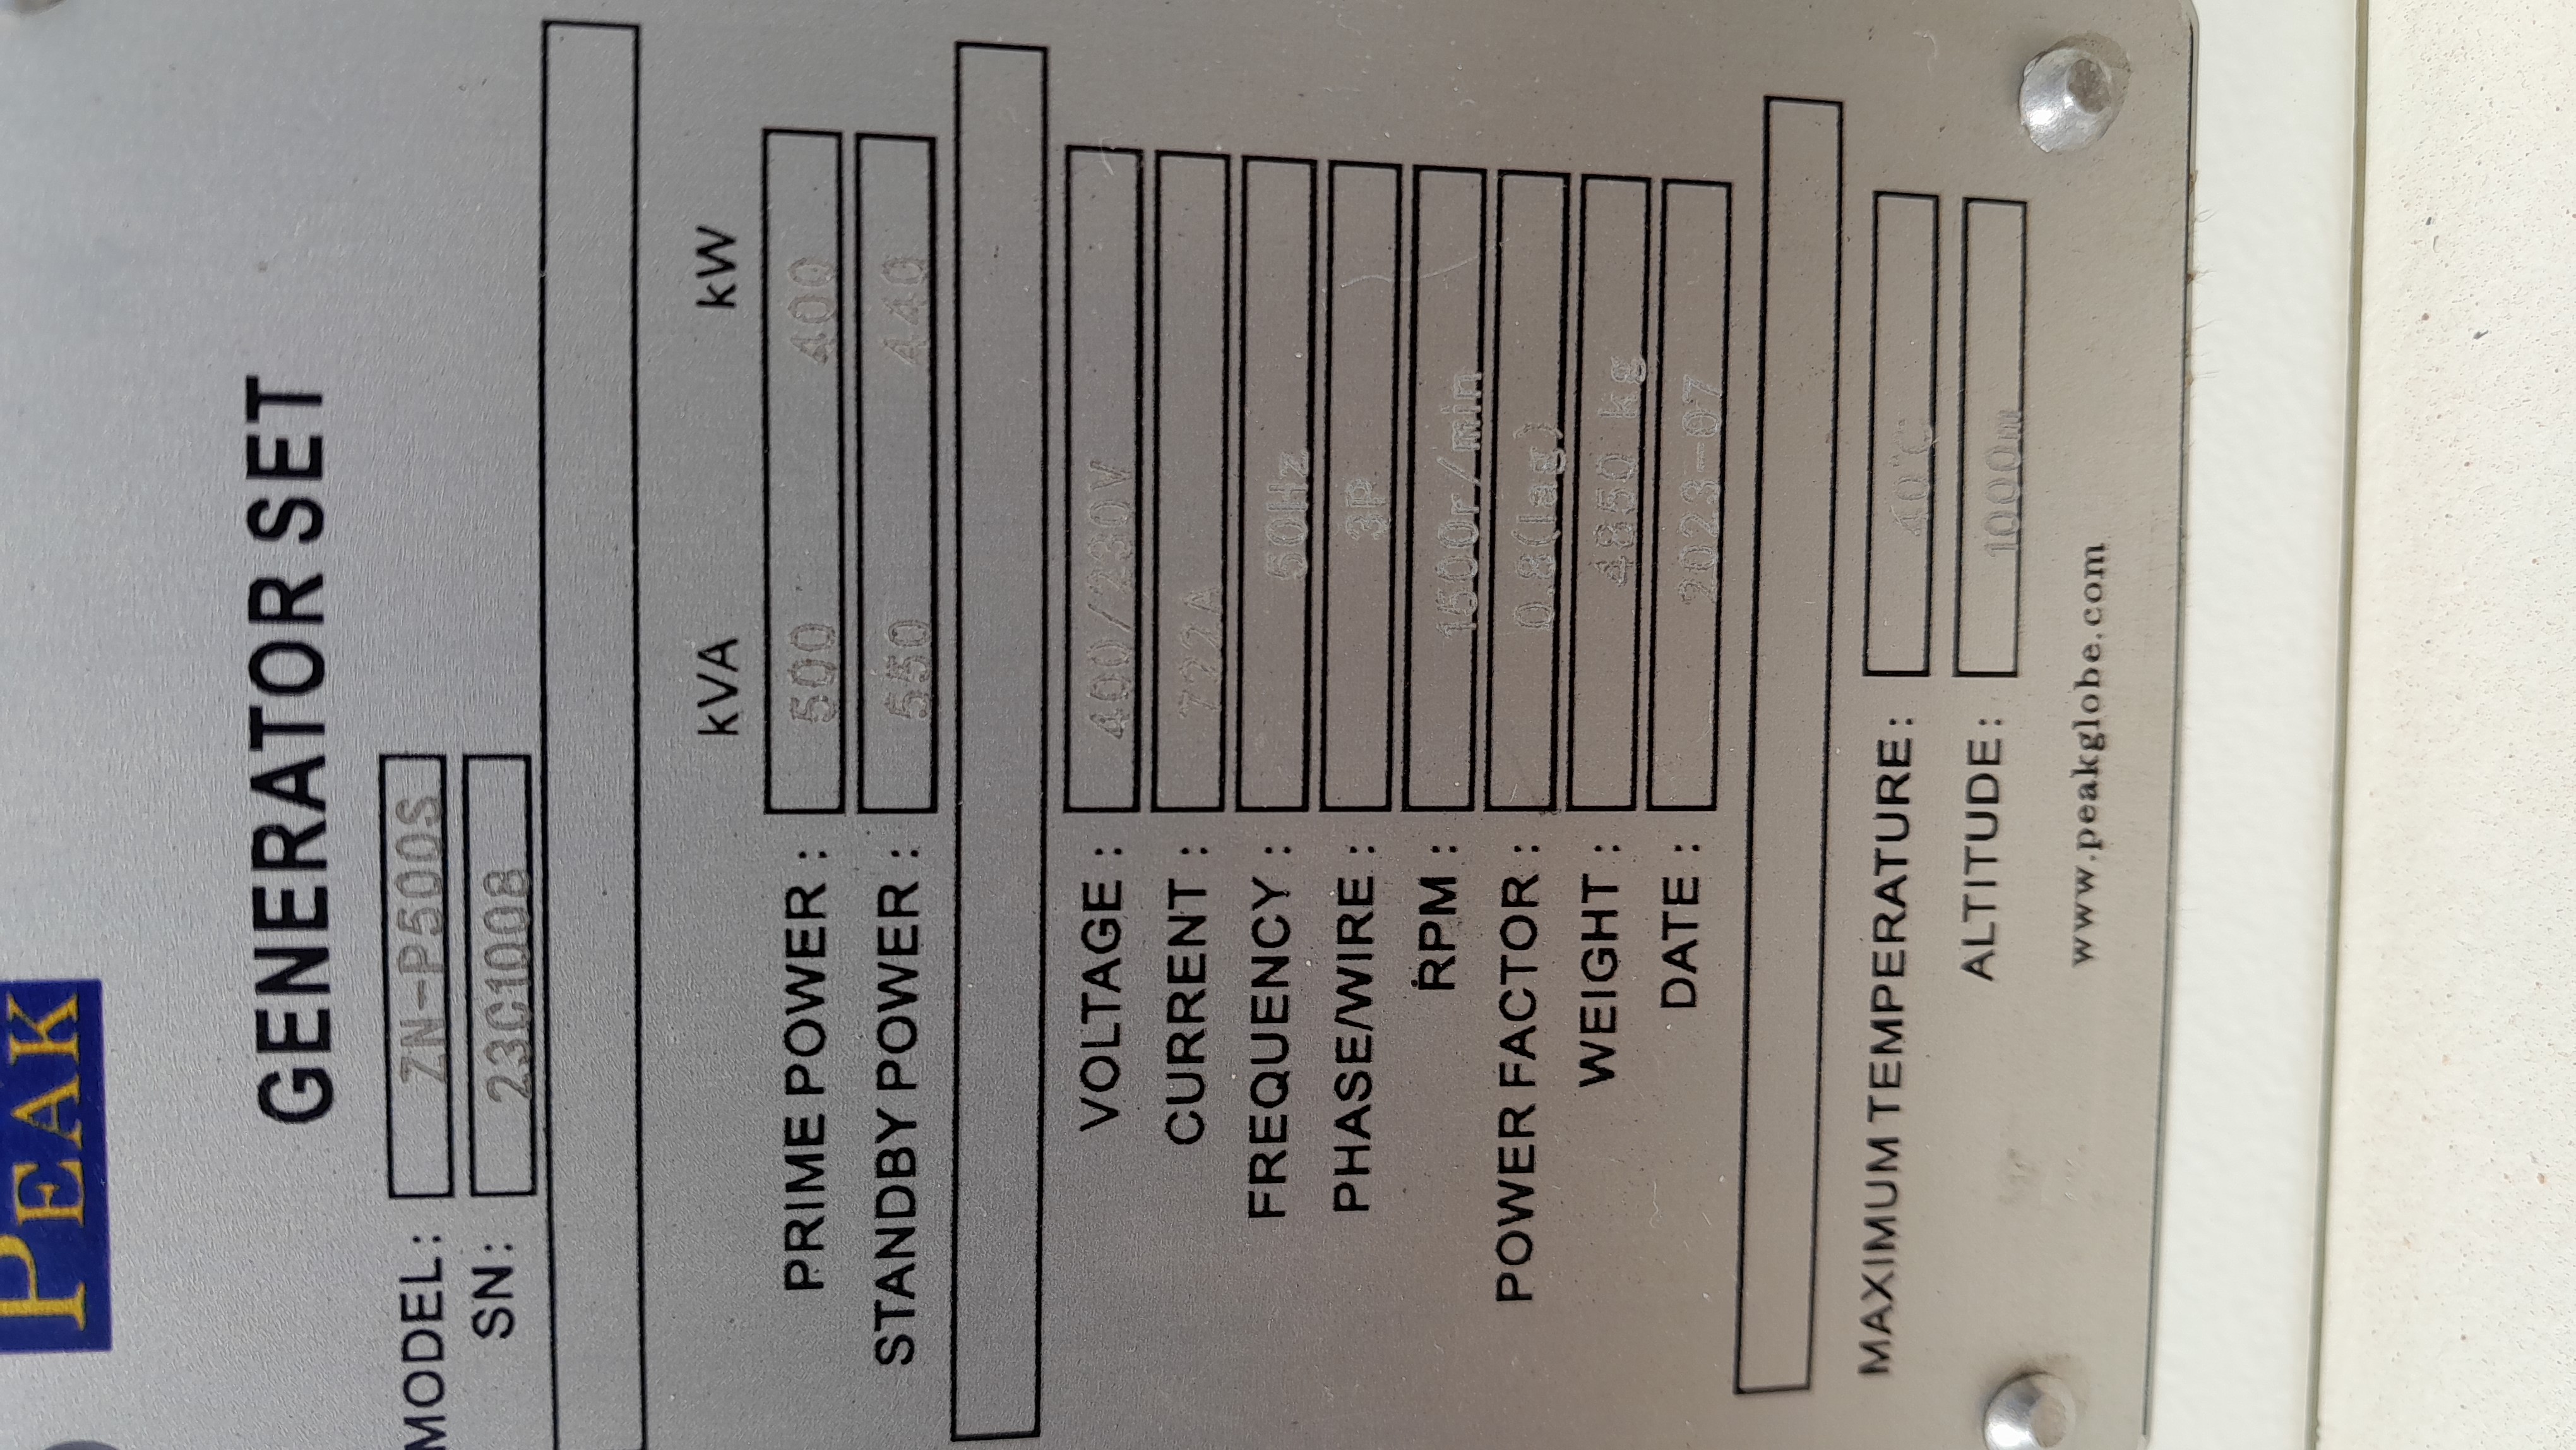 PEAK
GENERATOR SET
MODEL: ZN-P500S
SN: 23C1008
kVA kW
PRIME POWER : 500 400
STANDBY POWER : 550 440
VOLTAGE : 400/230V
CURRENT : 722A
FREQUENCY : 50Hz
PHASE/WIRE : 3P
RPM : 1500r/min
POWER FACTOR : 0.8(lag)
WEIGHT : 4850 kg
DATE : 2023-07
MAXIMUM TEMPERATURE: 40℃
ALTITUDE: 1000m
www.peakglobe.com